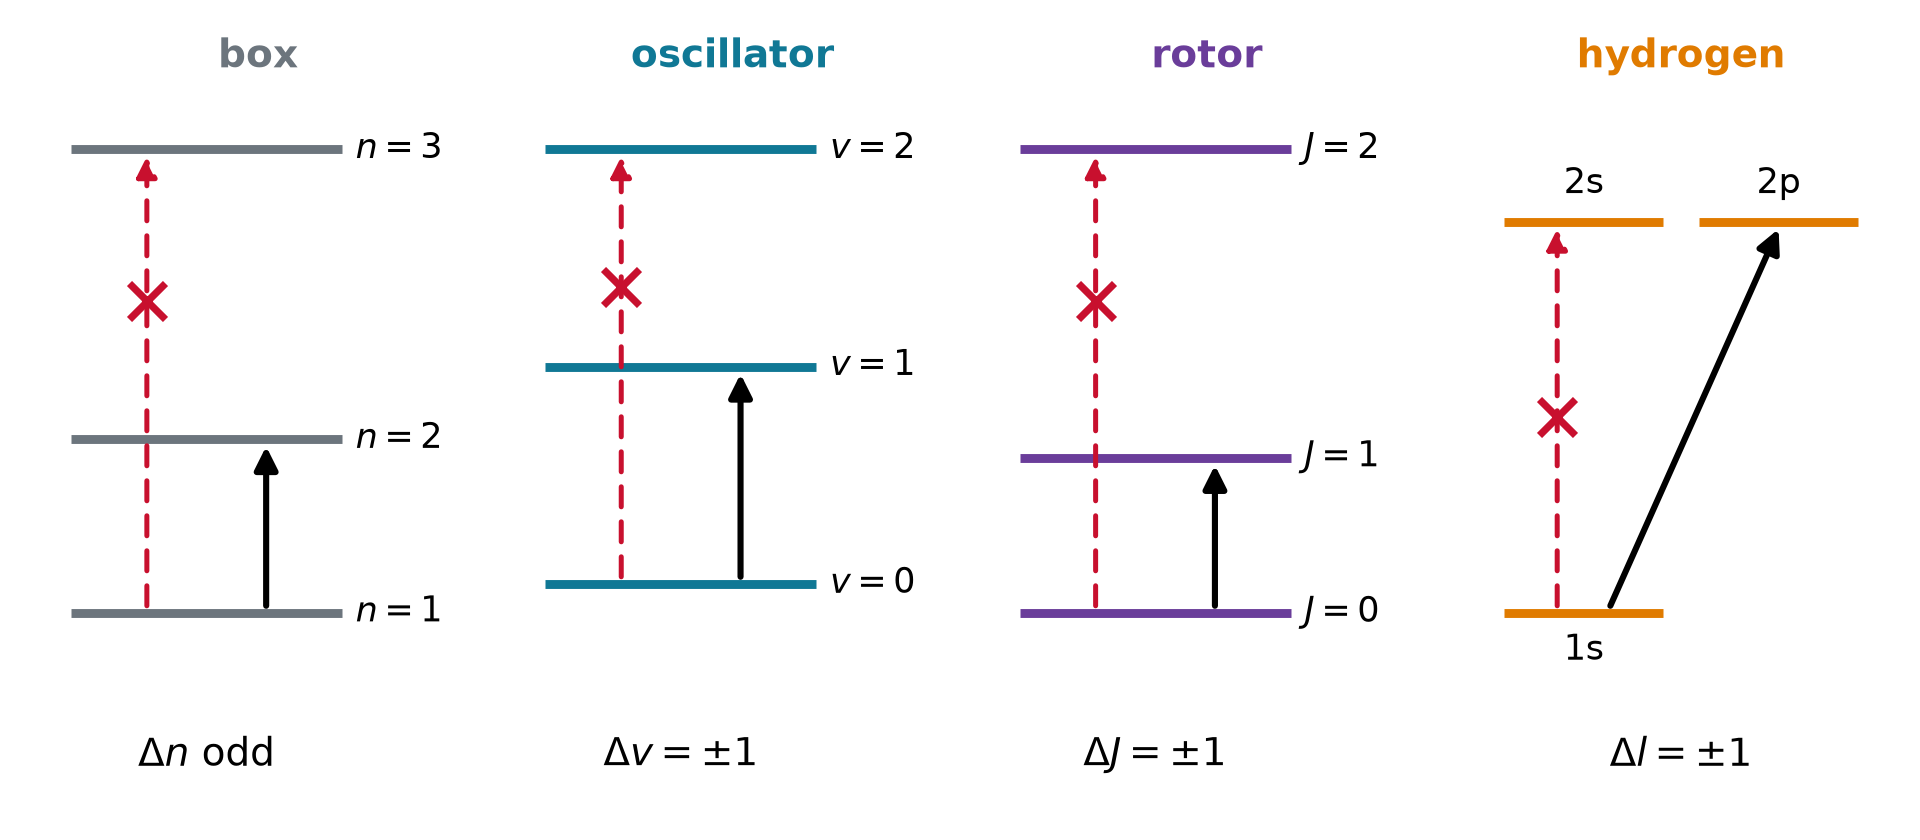 box
n = 3
n = 2
n = 1
Δn odd
oscillator
v = 2
v = 1
v = 0
Δv = ±1
rotor
J = 2
J = 1
J = 0
ΔJ = ±1
hydrogen
2s
2p
1s
Δl = ±1